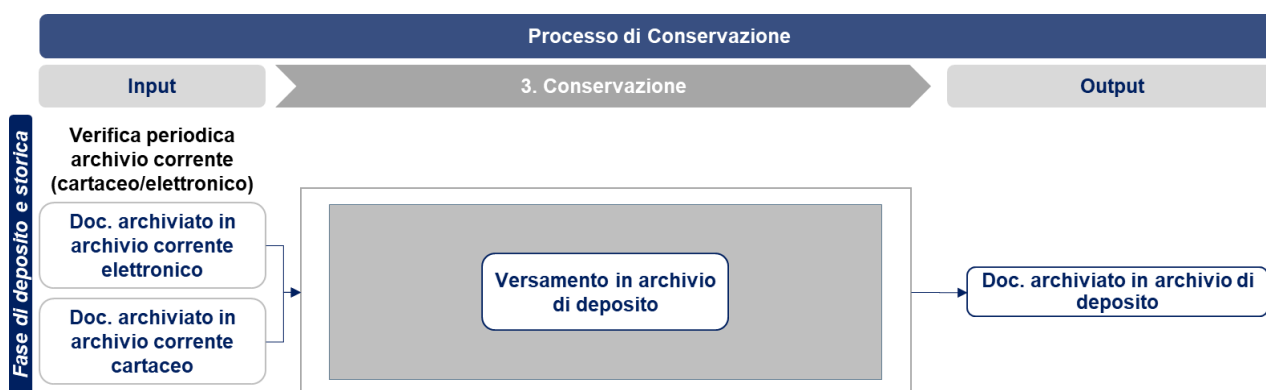 Processo di Conservazione
Input
3. Conservazione
Output
Fase di deposito e storica
Verifica periodica
archivio corrente
(cartaceo/elettronico)
Doc. archiviato in
archivio corrente
elettronico
Doc. archiviato in
archivio corrente
cartaceo
Versamento in archivio
di deposito
Doc. archiviato in archivio di
deposito